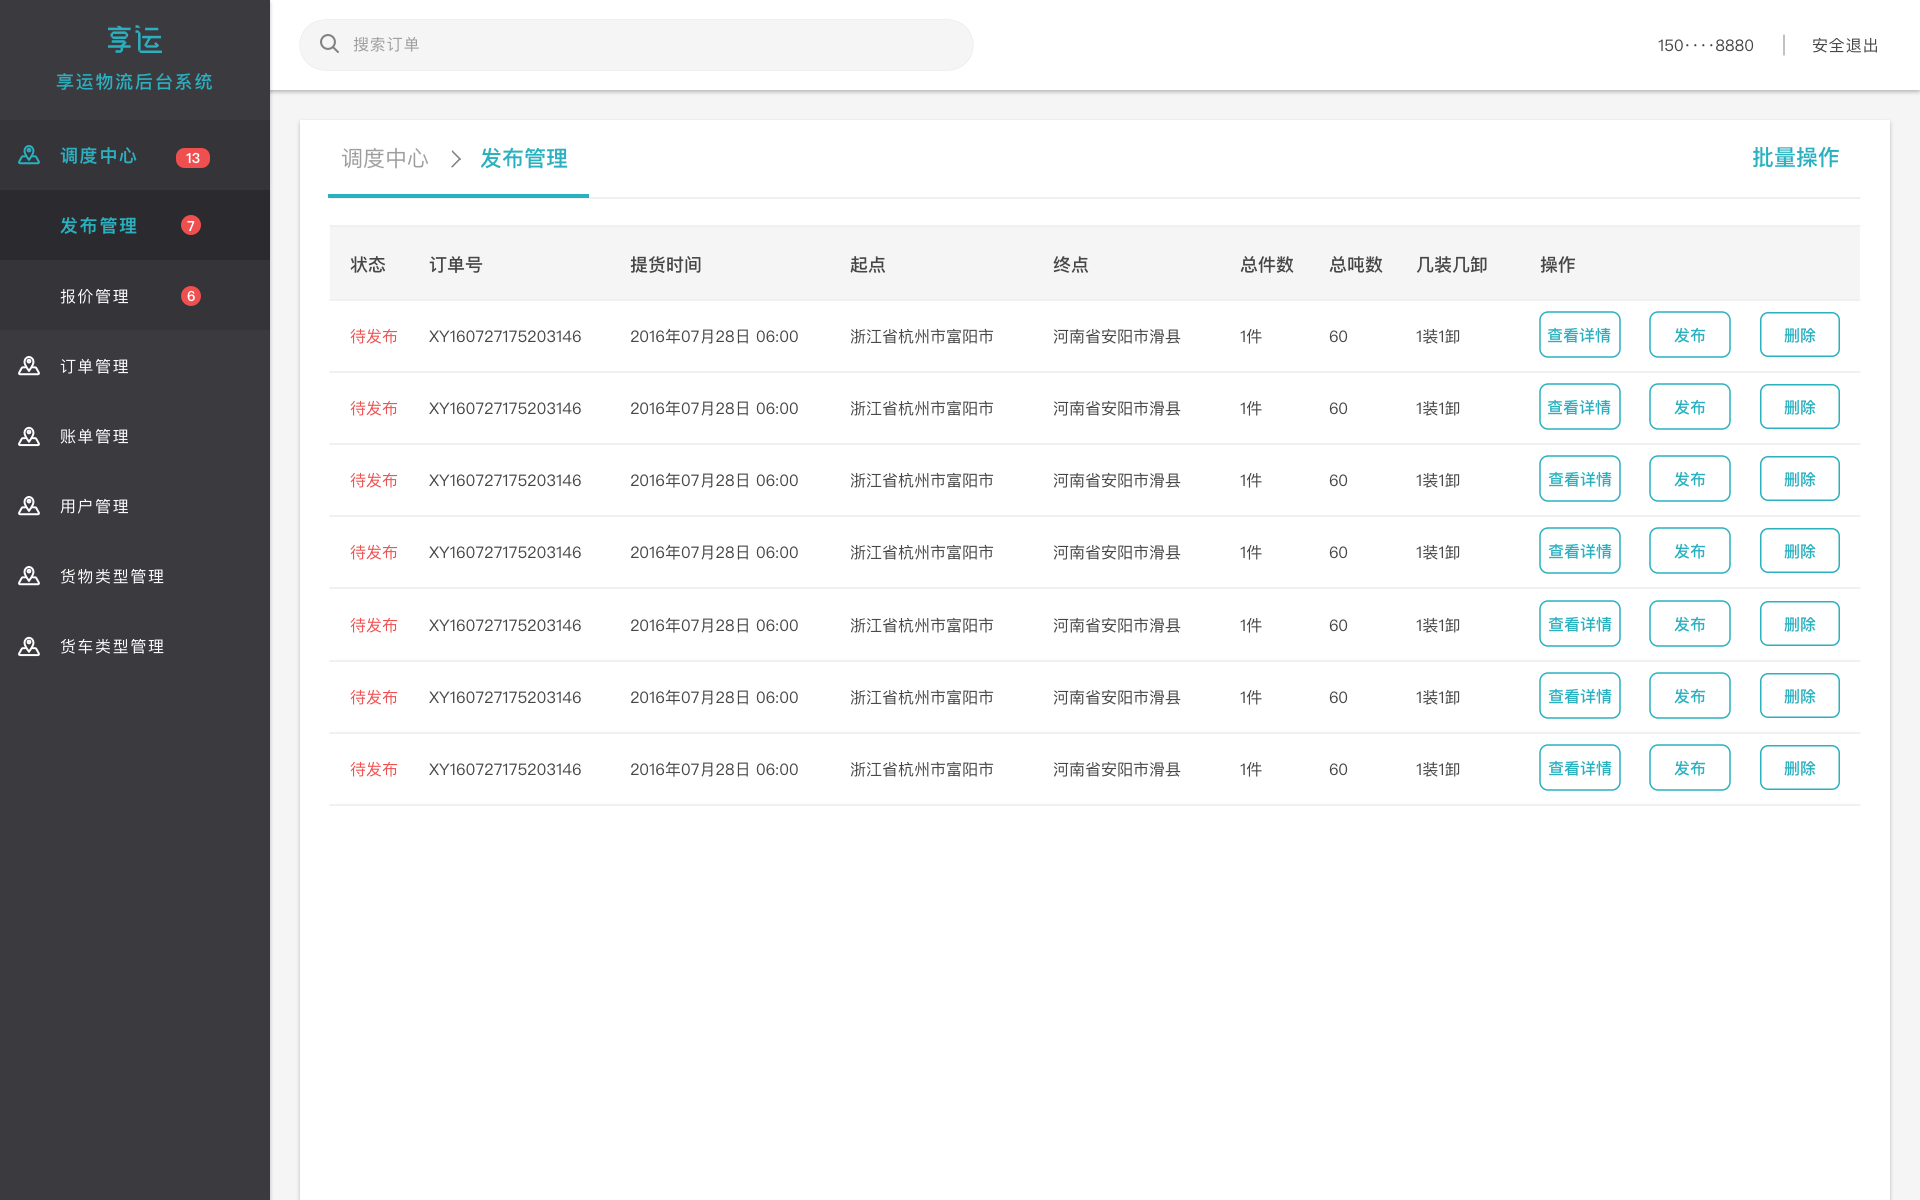 享运
享运物流后台系统
搜索订单
150····8880
安全退出
调度中心 13
发布管理 7
报价管理 6
订单管理
账单管理
用户管理
货物类型管理
货车类型管理
调度中心 > 发布管理
批量操作
状态 订单号 提货时间 起点 终点 总件数 总吨数 几装几卸 操作
待发布 XY160727175203146 2016年07月28日 06:00 浙江省杭州市富阳市 河南省安阳市滑县 1件 60 1装1卸 查看详情 发布 删除
待发布 XY160727175203146 2016年07月28日 06:00 浙江省杭州市富阳市 河南省安阳市滑县 1件 60 1装1卸 查看详情 发布 删除
待发布 XY160727175203146 2016年07月28日 06:00 浙江省杭州市富阳市 河南省安阳市滑县 1件 60 1装1卸 查看详情 发布 删除
待发布 XY160727175203146 2016年07月28日 06:00 浙江省杭州市富阳市 河南省安阳市滑县 1件 60 1装1卸 查看详情 发布 删除
待发布 XY160727175203146 2016年07月28日 06:00 浙江省杭州市富阳市 河南省安阳市滑县 1件 60 1装1卸 查看详情 发布 删除
待发布 XY160727175203146 2016年07月28日 06:00 浙江省杭州市富阳市 河南省安阳市滑县 1件 60 1装1卸 查看详情 发布 删除
待发布 XY160727175203146 2016年07月28日 06:00 浙江省杭州市富阳市 河南省安阳市滑县 1件 60 1装1卸 查看详情 发布 删除